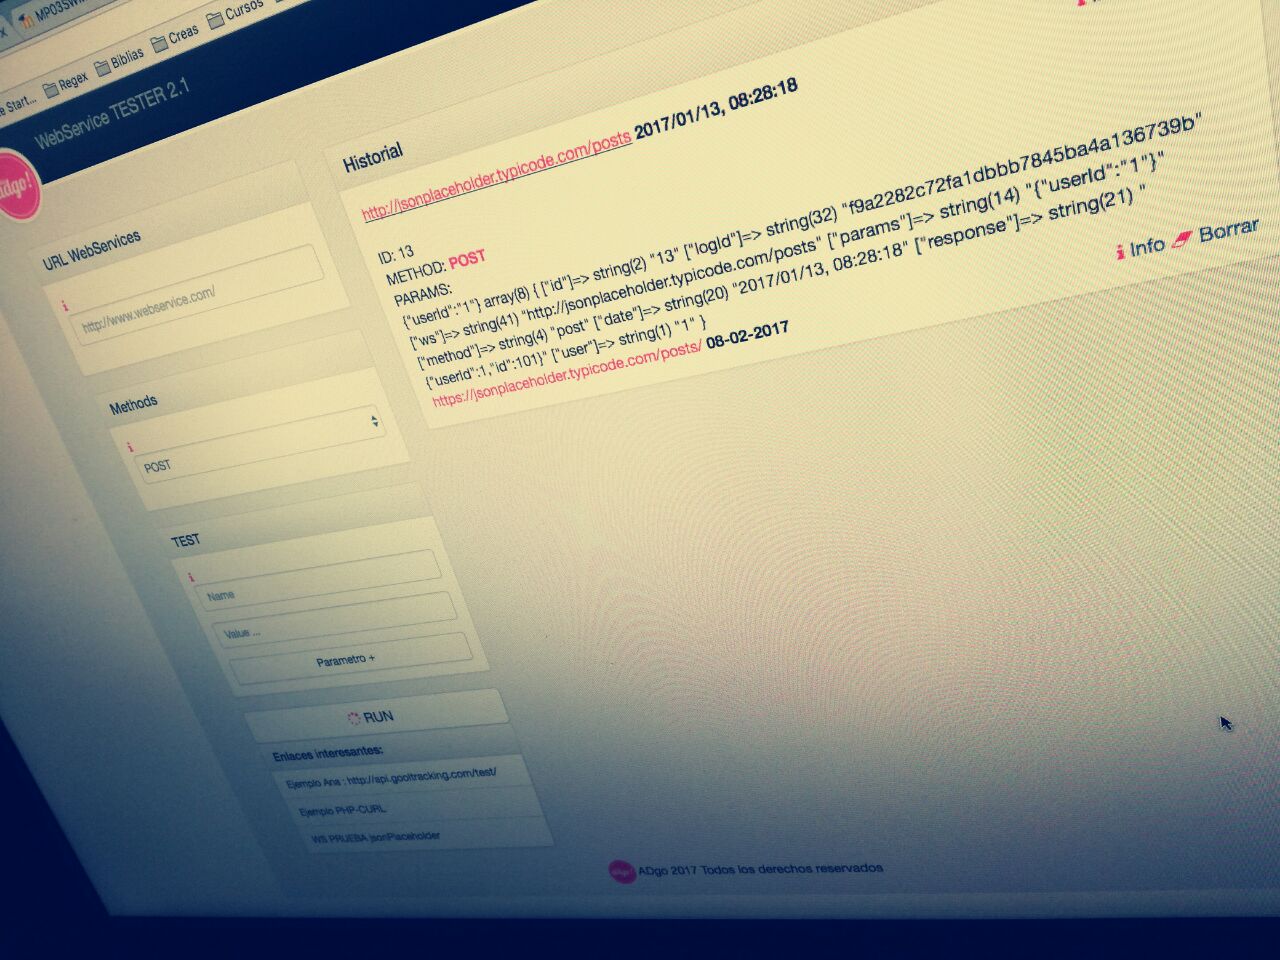 MP03SWI
e Start...
Regex
Biblias
Creas
Cursos
WebService TESTER 2.1
ADgo!
URL WebServices
http://www.webservice.com/
Methods
POST
TEST
Name
Value ...
Parametro +
RUN
Enlaces interesantes:
Ejemplo Ana : http://api.gooltracking.com/test/
Ejemplo PHP-CURL
WS PRUEBA jsonPlaceholder
Historial
http://jsonplaceholder.typicode.com/posts 2017/01/13, 08:28:18
ID: 13
METHOD: POST
PARAMS:
{"userId":"1"} array(8) { ["id"]=> string(2) "13" ["logId"]=> string(32) "f9a2282c72fa1dbbb7845ba4a136739b"
["ws"]=> string(41) "http://jsonplaceholder.typicode.com/posts" ["params"]=> string(14) "{"userId":"1"}"
["method"]=> string(4) "post" ["date"]=> string(20) "2017/01/13, 08:28:18" ["response"]=> string(21) "
{"userId":1,"id":101}" ["user"]=> string(1) "1" }
https://jsonplaceholder.typicode.com/posts/ 08-02-2017
Info Borrar
ADgo 2017 Todos los derechos reservados